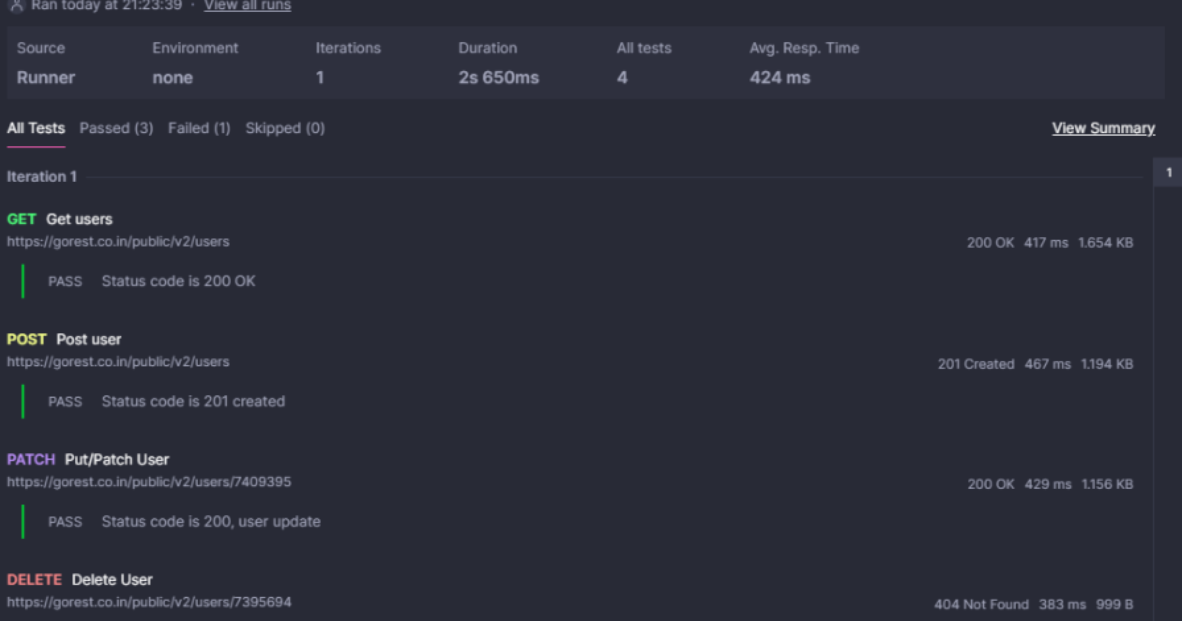 Ran today at 21:23:39 · View all runs
Source Environment Iterations Duration All tests Avg. Resp. Time
Runner none 1 2s 650ms 4 424 ms
All Tests Passed (3) Failed (1) Skipped (0) View Summary
Iteration 1 1
GET Get users
https://gorest.co.in/public/v2/users 200 OK 417 ms 1.654 KB
PASS Status code is 200 OK
POST Post user
https://gorest.co.in/public/v2/users 201 Created 467 ms 1.194 KB
PASS Status code is 201 created
PATCH Put/Patch User
https://gorest.co.in/public/v2/users/7409395 200 OK 429 ms 1.156 KB
PASS Status code is 200, user update
DELETE Delete User
https://gorest.co.in/public/v2/users/7395694 404 Not Found 383 ms 999 B